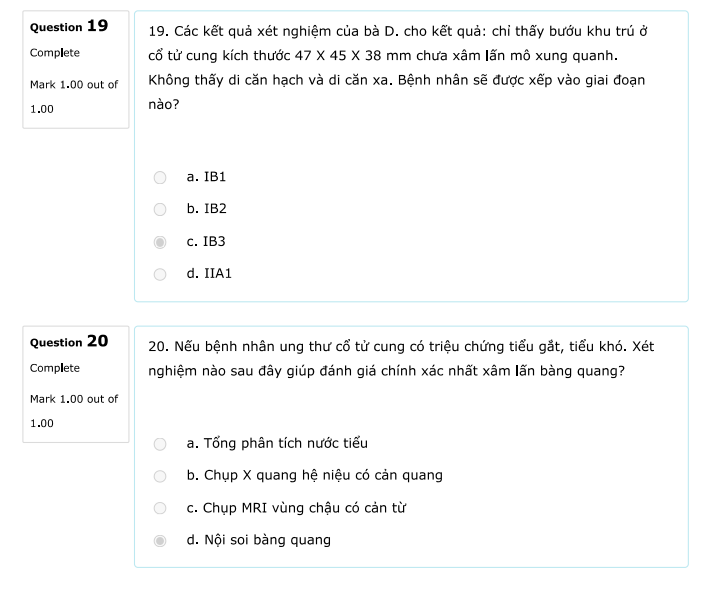 Question 19
Complete
Mark 1.00 out of
1.00
19. Các kết quả xét nghiệm của bà D. cho kết quả: chỉ thấy bướu khu trú ở
cổ tử cung kích thước 47 X 45 X 38 mm chưa xâm lấn mô xung quanh.
Không thấy di căn hạch và di căn xa. Bệnh nhân sẽ được xếp vào giai đoạn
nào?
a. IB1
b. IB2
c. IB3
d. IIA1
Question 20
Complete
Mark 1.00 out of
1.00
20. Nếu bệnh nhân ung thư cổ tử cung có triệu chứng tiểu gắt, tiểu khó. Xét
nghiệm nào sau đây giúp đánh giá chính xác nhất xâm lấn bàng quang?
a. Tổng phân tích nước tiểu
b. Chụp X quang hệ niệu có cản quang
c. Chụp MRI vùng chậu có cản từ
d. Nội soi bàng quang